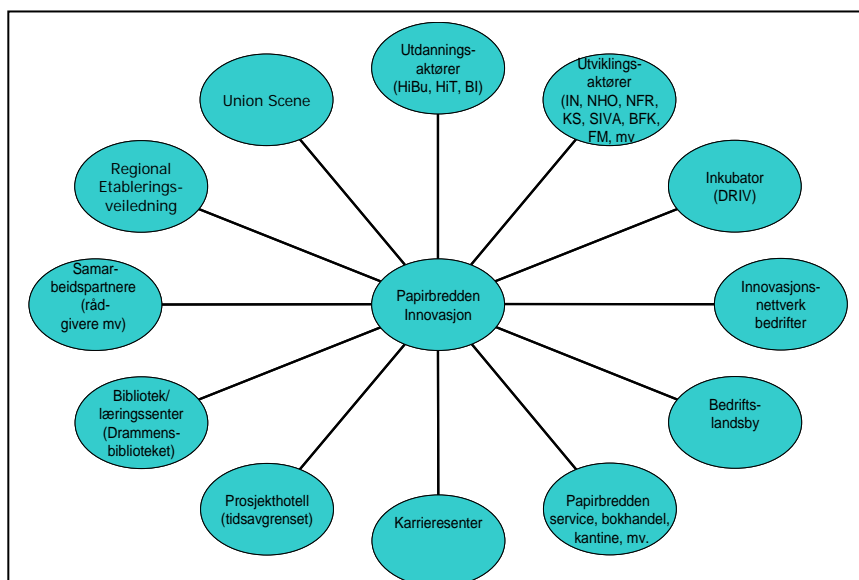 Utdannings-
aktører
(HiBu, HiT, BI)
Utviklings-
aktører
(IN, NHO, NFR,
KS, SIVA, BFK,
FM, mv
Inkubator
(DRIV)
Innovasjons-
nettverk
bedrifter
Bedrifts-
landsby
Papirbredden
service, bokhandel,
kantine, mv.
Karrieresenter
Prosjekthotell
(tidsavgrenset)
Bibliotek/
læringssenter
(Drammens-
biblioteket)
Samar-
beidspartnere
(råd-
givere mv)
Regional
Etablerings-
veiledning
Union Scene
Papirbredden
Innovasjon